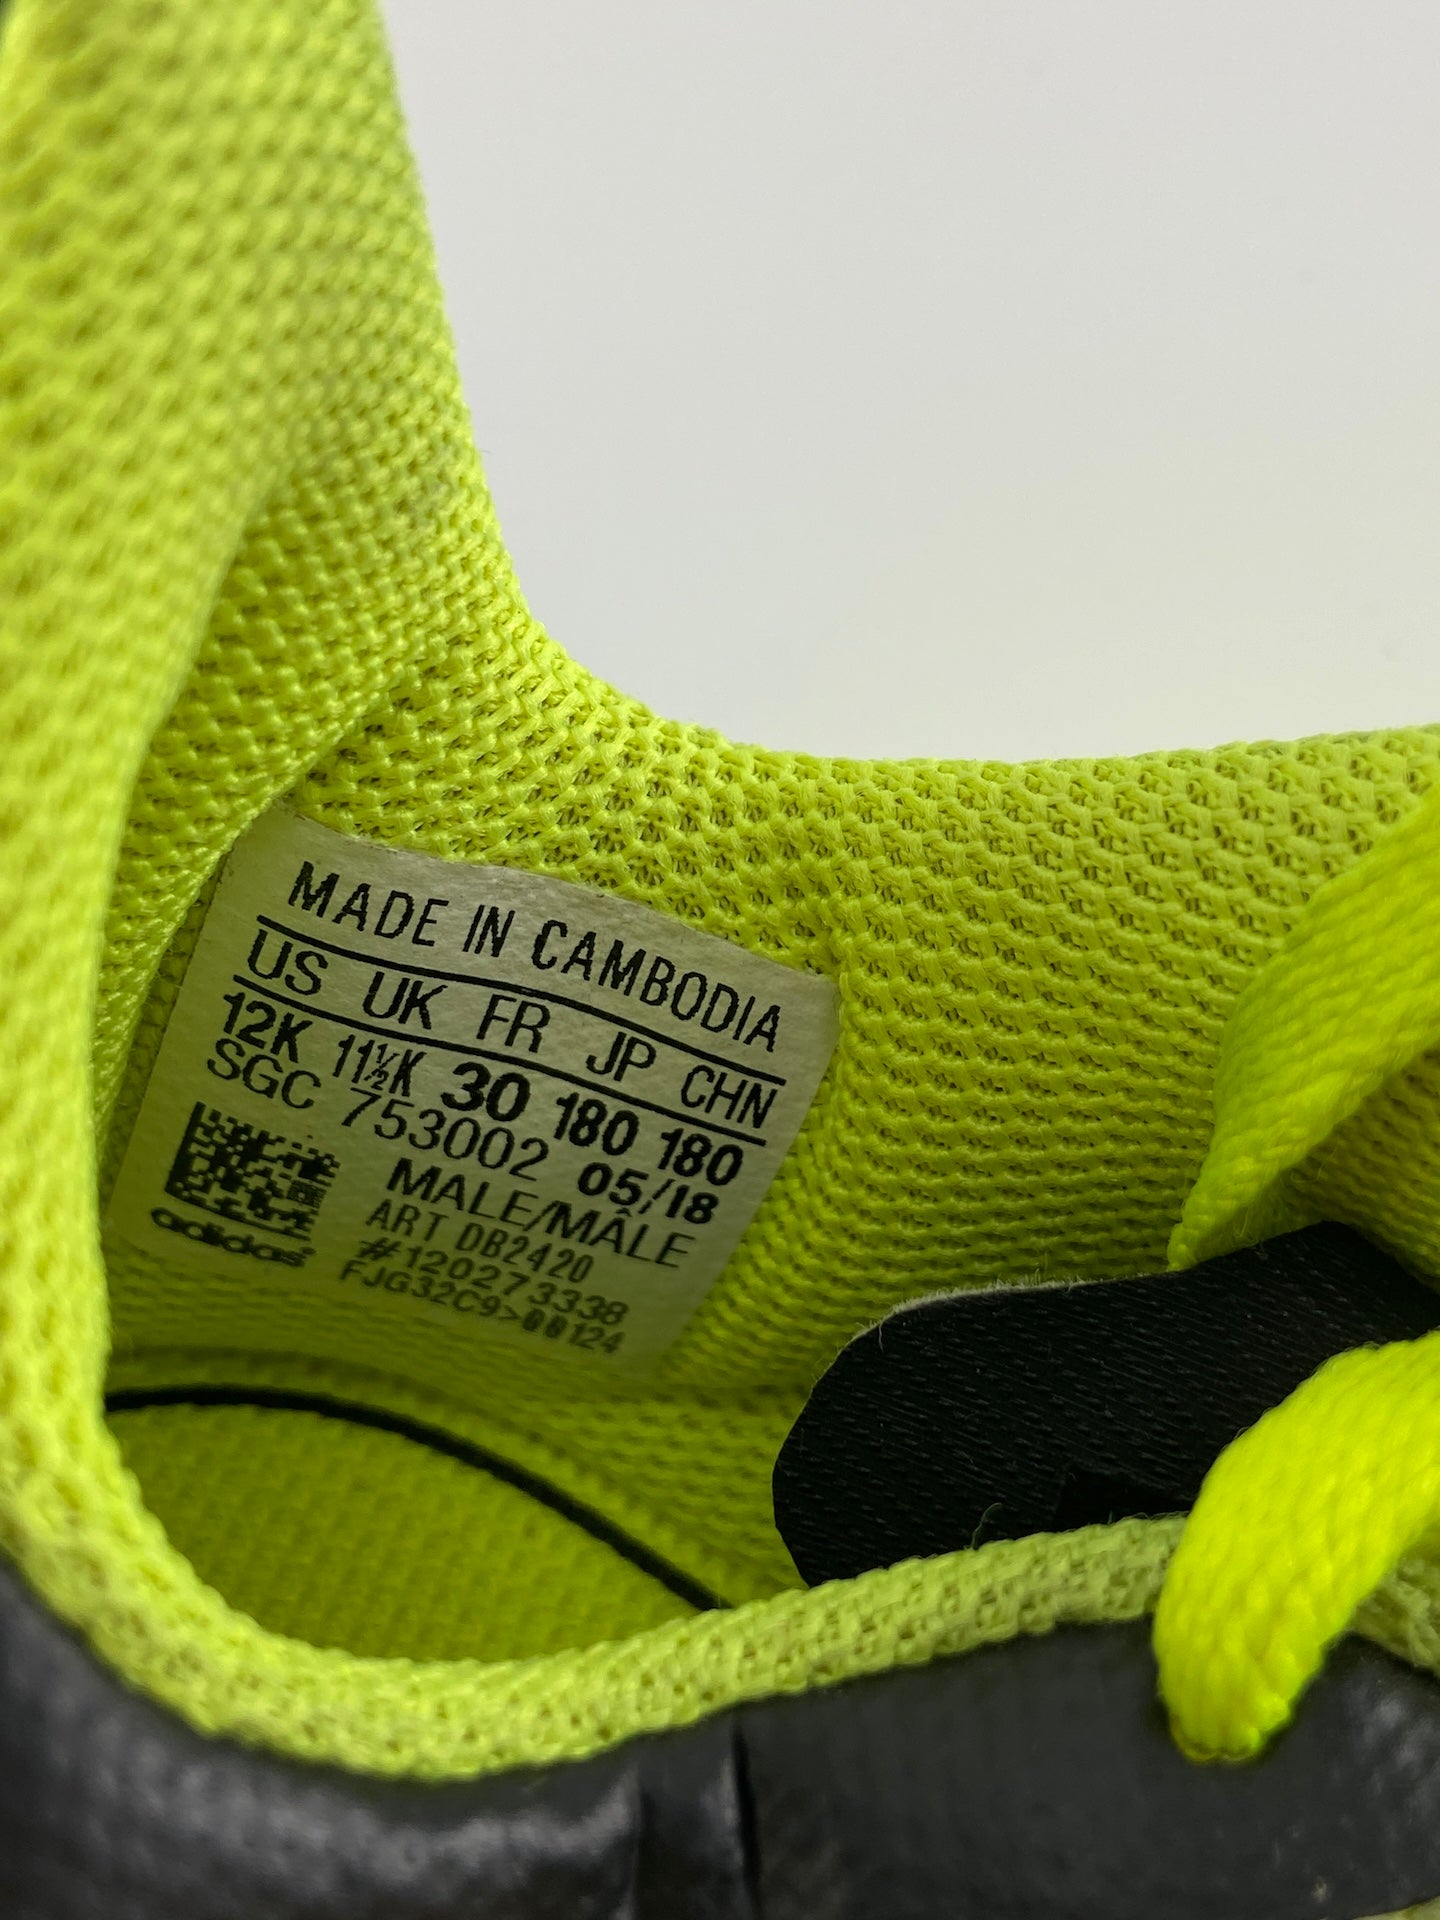 MADE IN CAMBODIA
US UK FR JP CHN
12K 11½K 30 180 180
SGC 753002 05/18
MALE/MÂLE
ART DB2420
#120273338
FJG32C9>00124
adidas